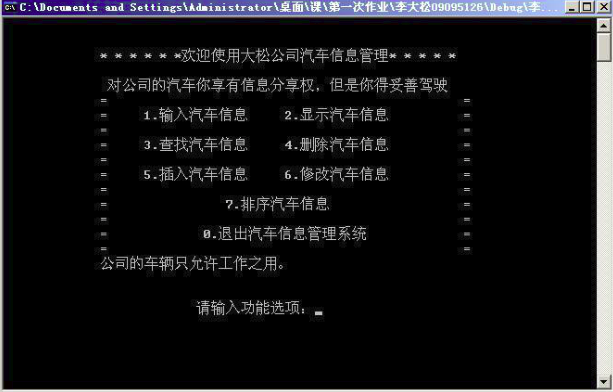 C:\Documents and Settings\Administrator\桌面\课\第一次作业\李大松09095126\Debug\李...
* * * * * *欢迎使用大松公司汽车信息管理* * * * *
对公司的汽车你享有信息分享权，但是你得妥善驾驶
= =
= 1.输入汽车信息 2.显示汽车信息 =
= =
= 3.查找汽车信息 4.删除汽车信息 =
= =
= 5.插入汽车信息 6.修改汽车信息 =
= =
= 7.排序汽车信息 =
= =
= 0.退出汽车信息管理系统 =
= =
公司的车辆只允许工作之用。
请输入功能选项：_